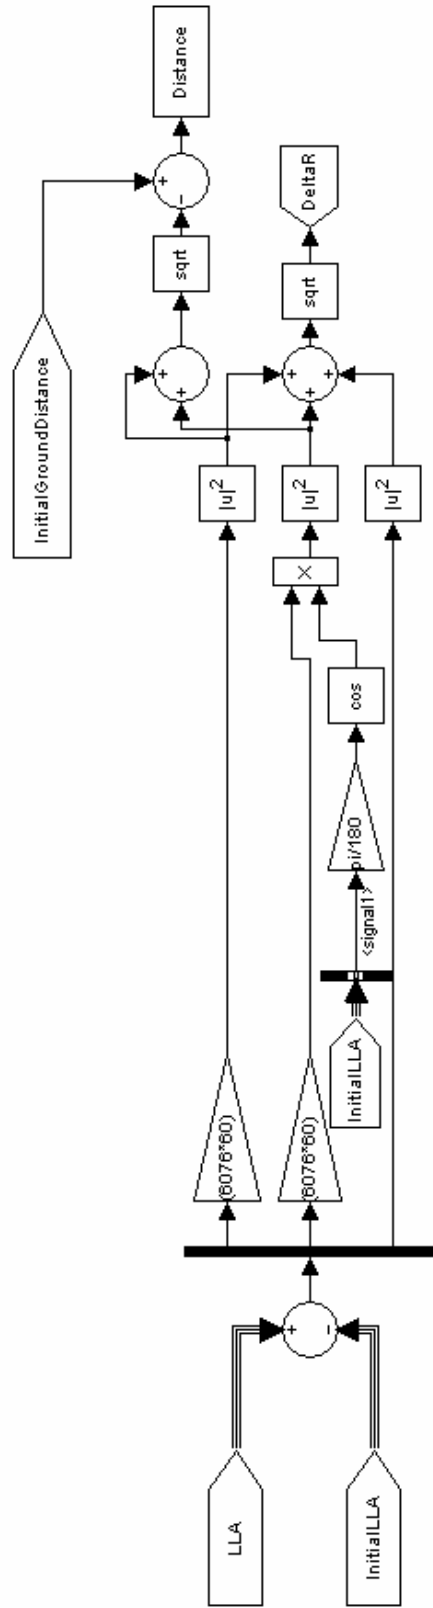 LLA
InitialLLA
+
−
(6076*60)
(6076*60)
InitialLLA
<signal1>
pi/180
cos
×
|u|²
|u|²
|u|²
+
+
+
+
+
sqrt
sqrt
InitialGroundDistance
+
−
Distance
DeltaR